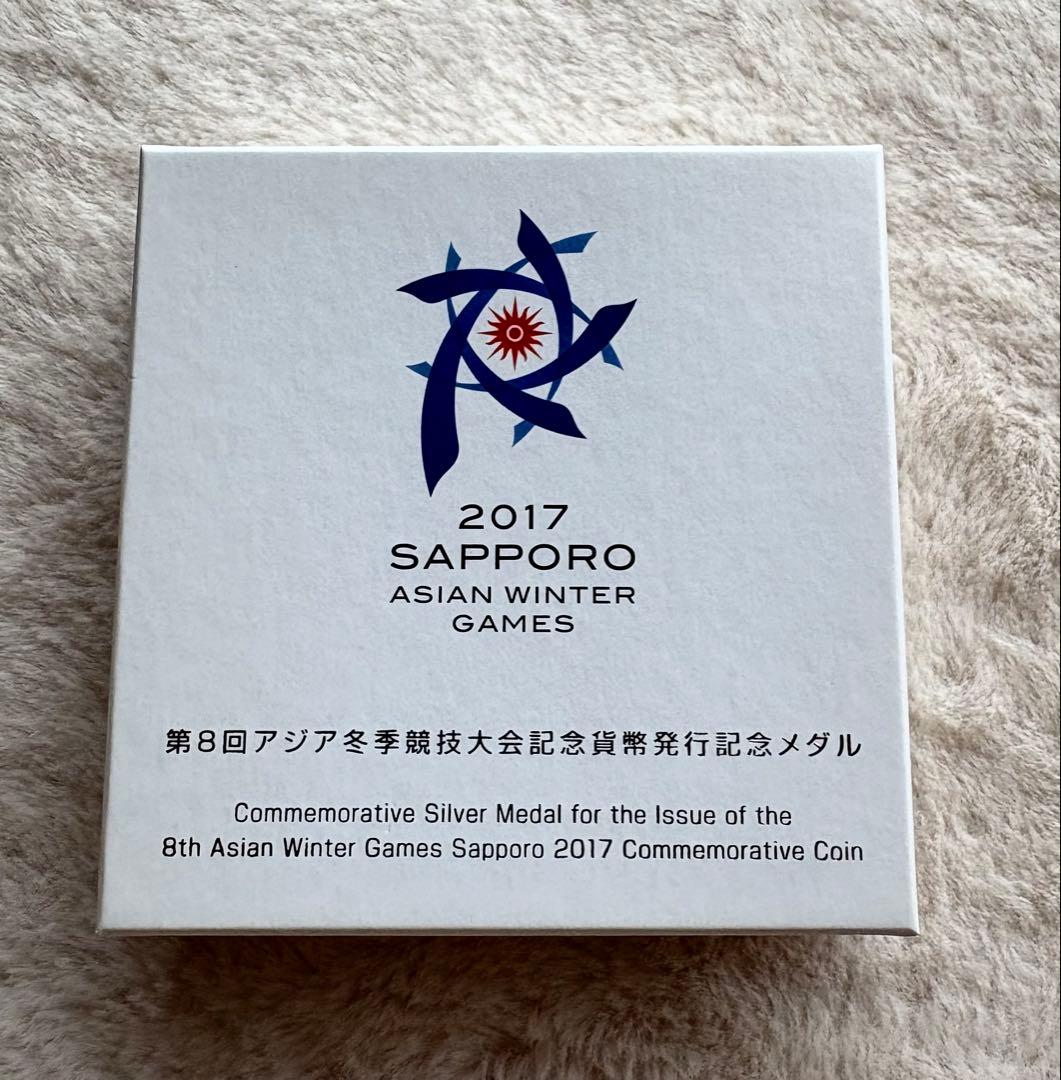 2017
SAPPORO
ASIAN WINTER
GAMES
第8回アジア冬季競技大会記念貨幣発行記念メダル
Commemorative Silver Medal for the Issue of the
8th Asian Winter Games Sapporo 2017 Commemorative Coin